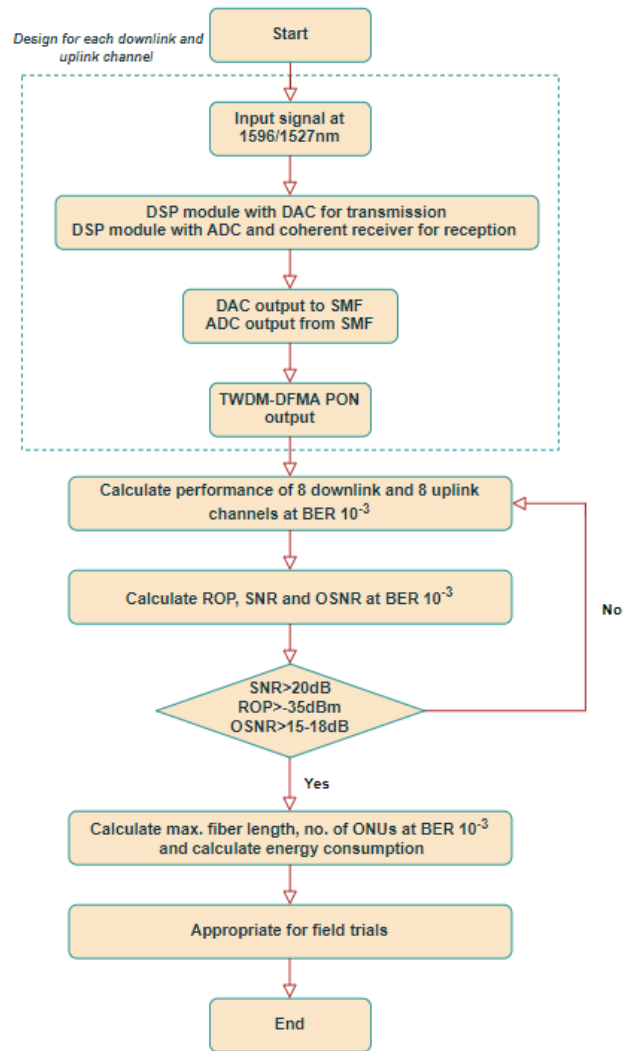 Start
Design for each downlink and
uplink channel
Input signal at
1596/1527nm
DSP module with DAC for transmission
DSP module with ADC and coherent receiver for reception
DAC output to SMF
ADC output from SMF
TWDM-DFMA PON
output
Calculate performance of 8 downlink and 8 uplink
channels at BER 10⁻³
Calculate ROP, SNR and OSNR at BER 10⁻³
No
SNR>20dB
ROP>-35dBm
OSNR>15-18dB
Yes
Calculate max. fiber length, no. of ONUs at BER 10⁻³
and calculate energy consumption
Appropriate for field trials
End